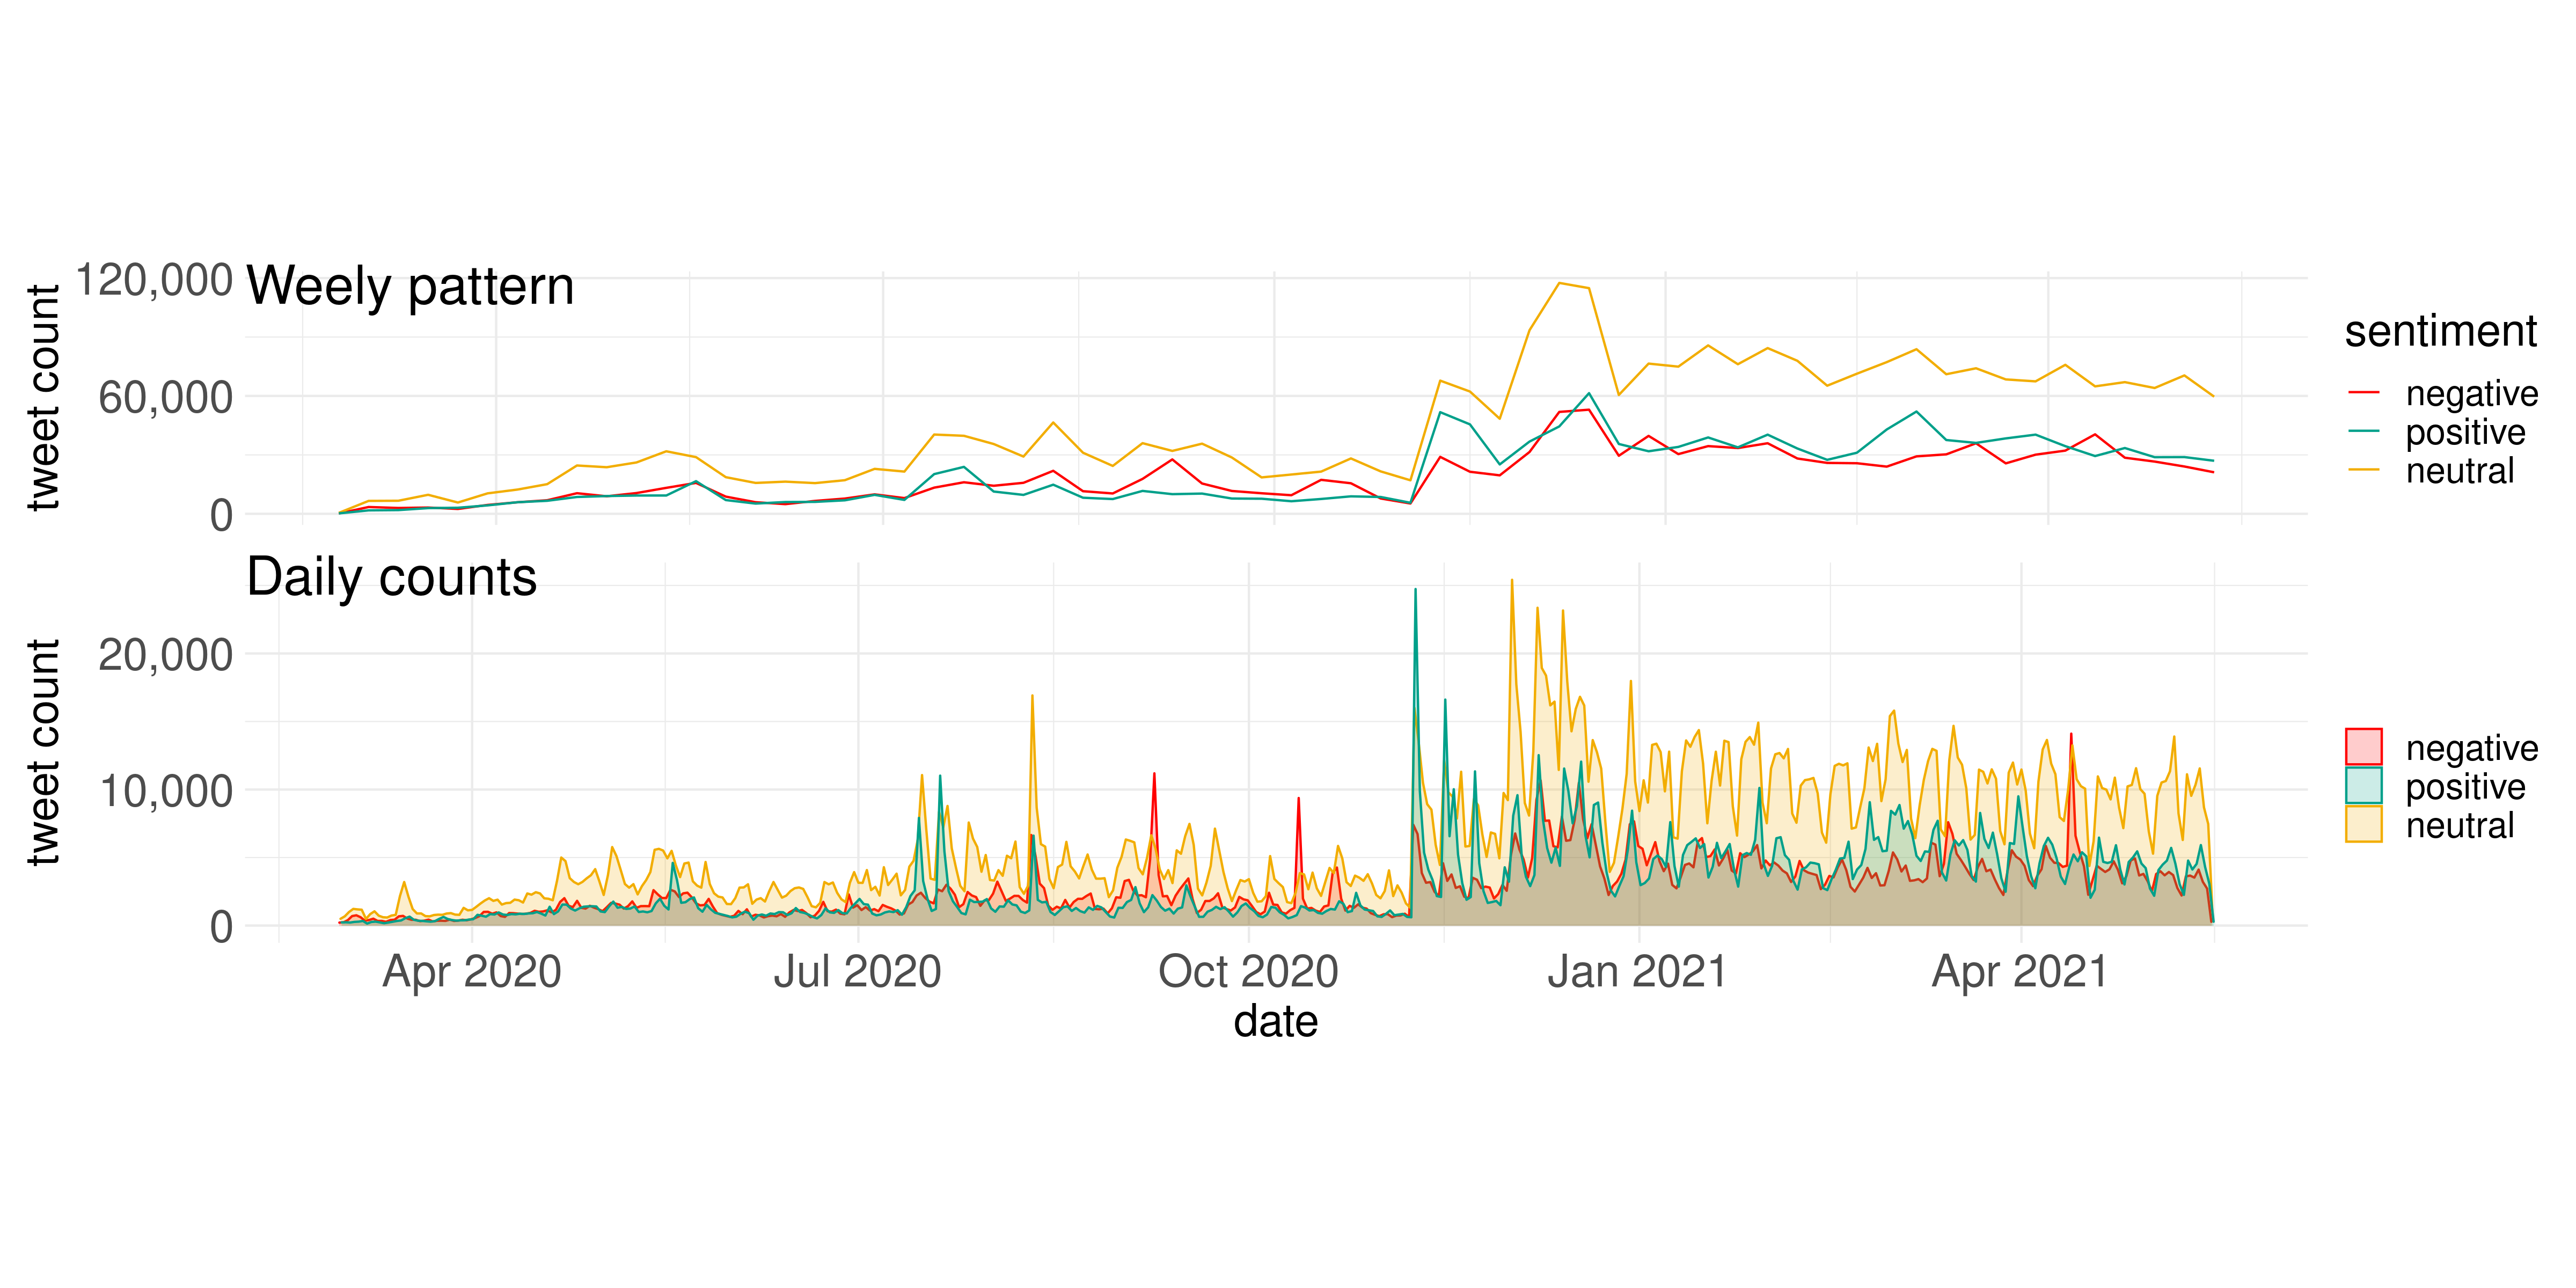 Weely pattern
120,000
60,000
0
tweet count
sentiment
negative
positive
neutral
Daily counts
20,000
10,000
0
tweet count
negative
positive
neutral
Apr 2020
Jul 2020
Oct 2020
Jan 2021
Apr 2021
date